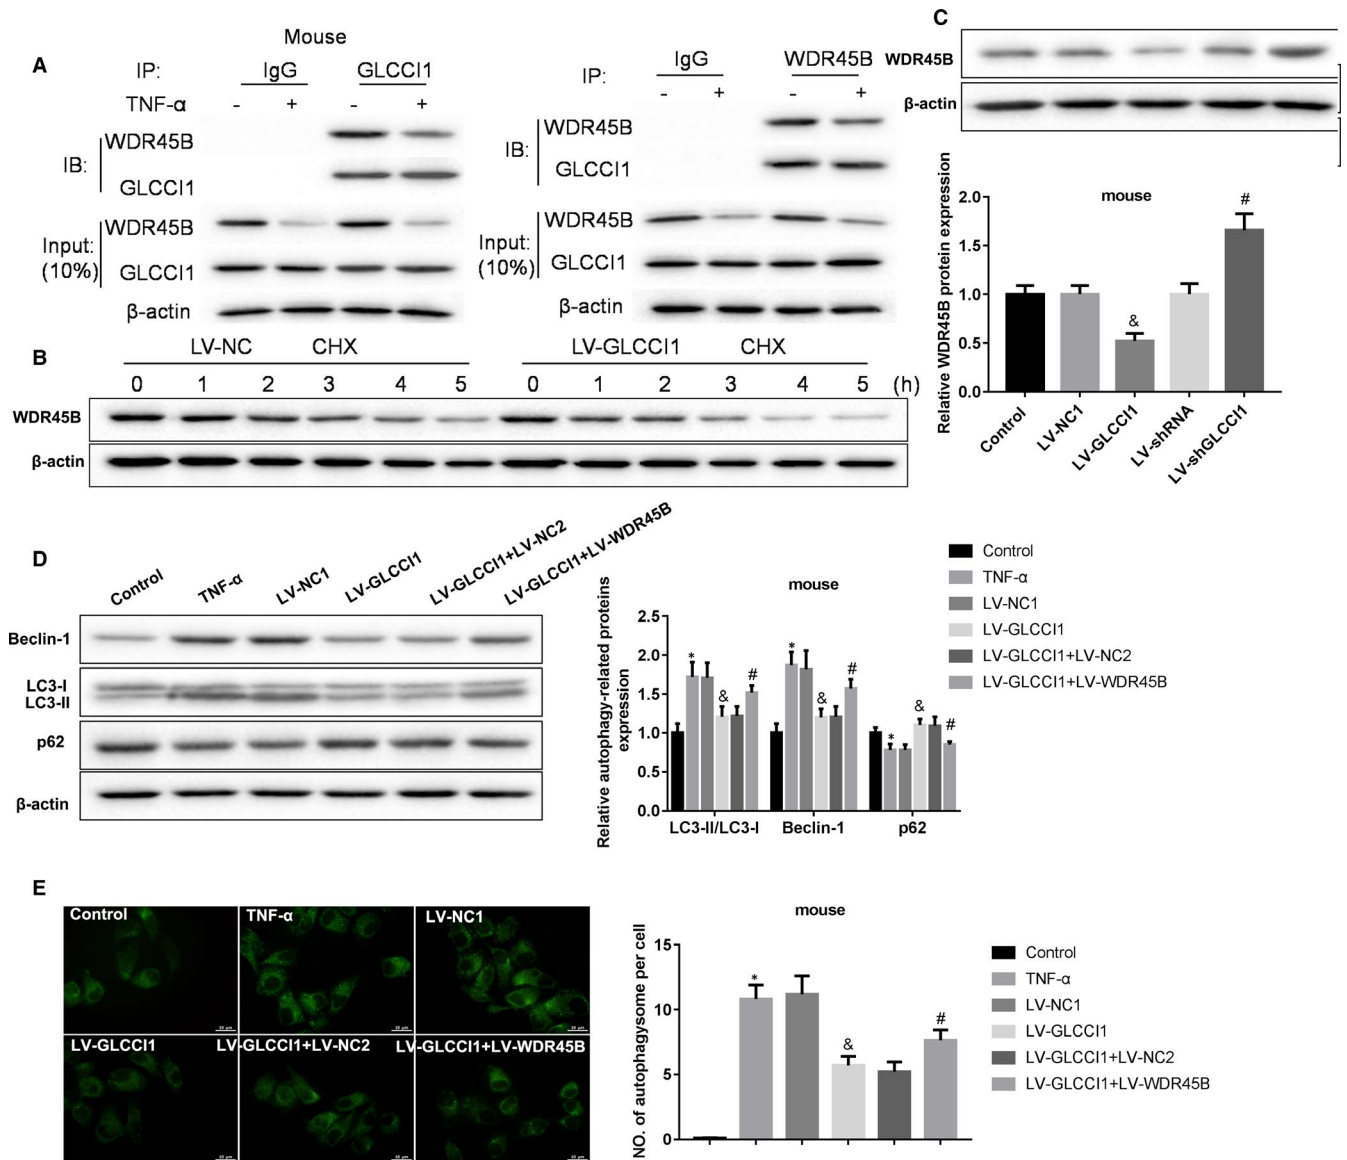 A
Mouse
IP:
IgG
GLCCI1
TNF-α
- + - +
IB:
WDR45B
GLCCI1
Input:
(10%)
WDR45B
GLCCI1
β-actin
IP:
IgG
WDR45B
- + - +
IB:
WDR45B
GLCCI1
Input:
(10%)
WDR45B
GLCCI1
β-actin
B
LV-NC CHX LV-GLCCI1 CHX
0 1 2 3 4 5 0 1 2 3 4 5 (h)
WDR45B
β-actin
C
WDR45B
β-actin
mouse
Relative WDR45B protein expression
2.0
1.5
1.0
0.5
0.0
&
#
Control
LV-NC1
LV-GLCCI1
LV-shRNA
LV-shGLCCI1
D
Control
TNF-α
LV-NC1
LV-GLCCI1
LV-GLCCI1+LV-NC2
LV-GLCCI1+LV-WDR45B
Beclin-1
LC3-I
LC3-II
p62
β-actin
mouse
Relative autophagy-related proteins
expression
2.5
2.0
1.5
1.0
0.5
0.0
* & #
* & #
* & #
LC3-II/LC3-I Beclin-1 p62
Control
TNF-α
LV-NC1
LV-GLCCI1
LV-GLCCI1+LV-NC2
LV-GLCCI1+LV-WDR45B
E
Control
TNF-α
LV-NC1
LV-GLCCI1
LV-GLCCI1+LV-NC2
LV-GLCCI1+LV-WDR45B
mouse
NO. of autophagysome per cell
15
10
5
0
*
&
#
Control
TNF-α
LV-NC1
LV-GLCCI1
LV-GLCCI1+LV-NC2
LV-GLCCI1+LV-WDR45B